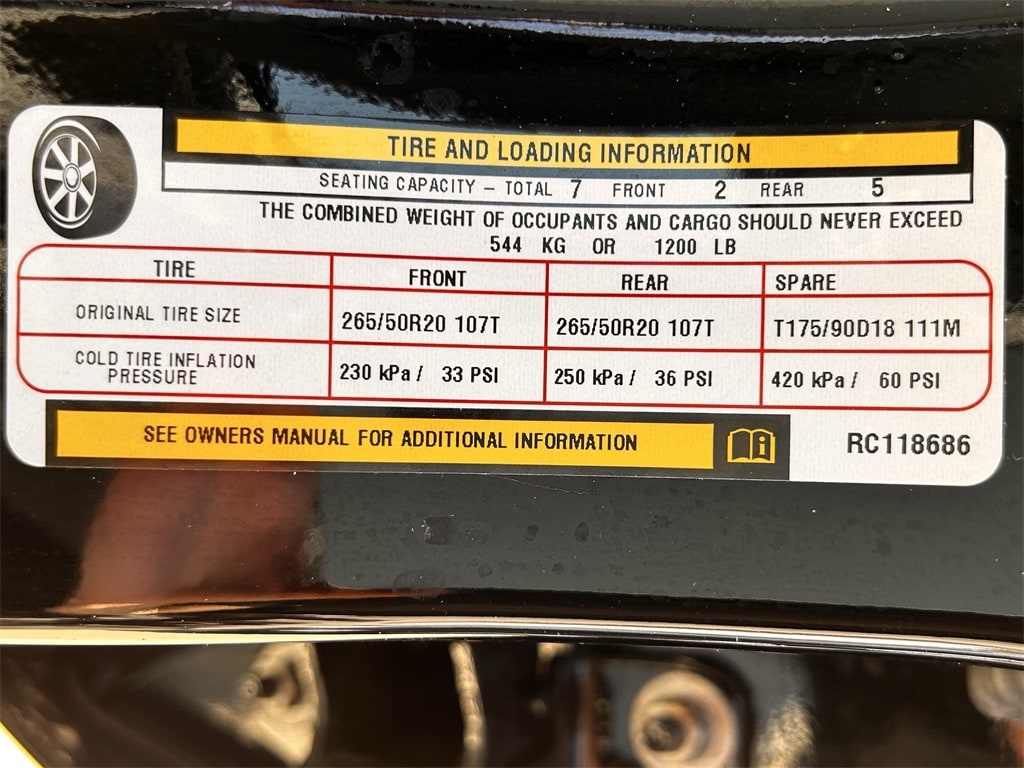 TIRE AND LOADING INFORMATION
SEATING CAPACITY – TOTAL 7 FRONT 2 REAR 5
THE COMBINED WEIGHT OF OCCUPANTS AND CARGO SHOULD NEVER EXCEED
544 KG OR 1200 LB
TIRE FRONT REAR SPARE
ORIGINAL TIRE SIZE 265/50R20 107T 265/50R20 107T T175/90D18 111M
COLD TIRE INFLATION
PRESSURE 230 kPa / 33 PSI 250 kPa / 36 PSI 420 kPa / 60 PSI
SEE OWNERS MANUAL FOR ADDITIONAL INFORMATION
RC118686